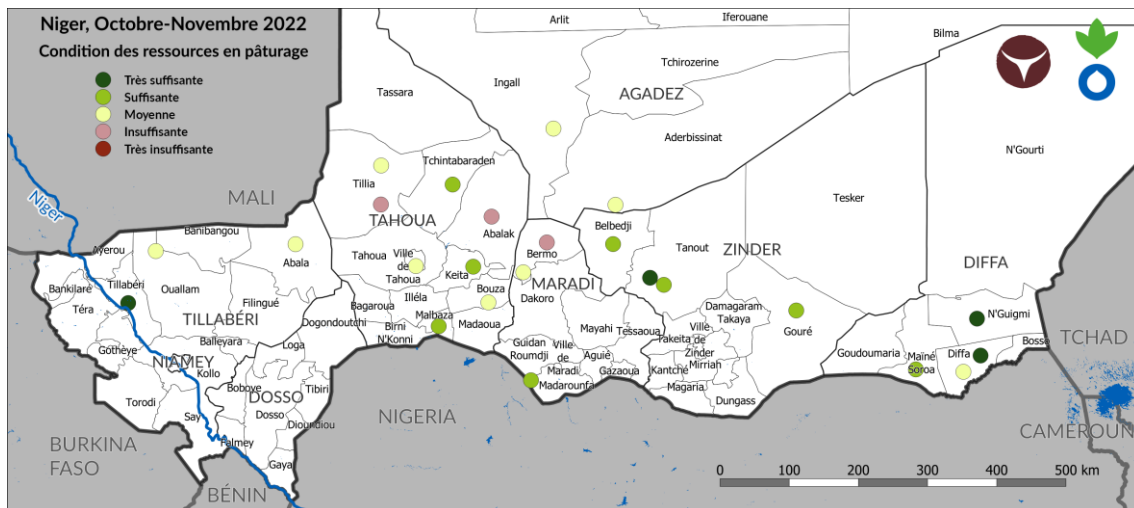 Niger, Octobre-Novembre 2022
Condition des ressources en pâturage
Très suffisante
Suffisante
Moyenne
Insuffisante
Très insuffisante
Arlit
Iferouane
Bilma
Tchirozerine
Ingall
Tassara
AGADEZ
Aderbissinat
N'Gourti
Tchintabaraden
Tillia
MALI
Niger
Tesker
TAHOUA
Abalak
Belbedji
Banibangou
Ayerou
Abala
Tahoua
Ville de Tahoua
Keita
Bermo
Tanout
ZINDER
DIFFA
MARADI
Bankilaré
Tillabéri
Ouallam
Filingué
Bagaroua
Illéla
Bouza
Dakoro
Téra
TILLABÉRI
Dogondoutchi
Malbaza
Madaoua
Birni N'Konni
Mayahi
Tessaoua
Damagaram Takaya
Gouré
N'Guigmi
TCHAD
Gothèye
Balleyara
Loga
Guidan Roumdji
Ville de Maradi
Aguié
Gazaoua
Takeita
Ville de Zinder
Mirriah
Kantché
Goudoumaria
Maïné Soroa
Diffa
Bosso
NIAMEY
Kollo
Boboye
DOSSO
Tibiri
Madarounfa
Magaria
Dungass
Torodi
Say
Dosso
Dioundiou
NIGERIA
CAMEROUN
BURKINA FASO
Falmey
Gaya
BÉNIN
0 100 200 300 400 500 km